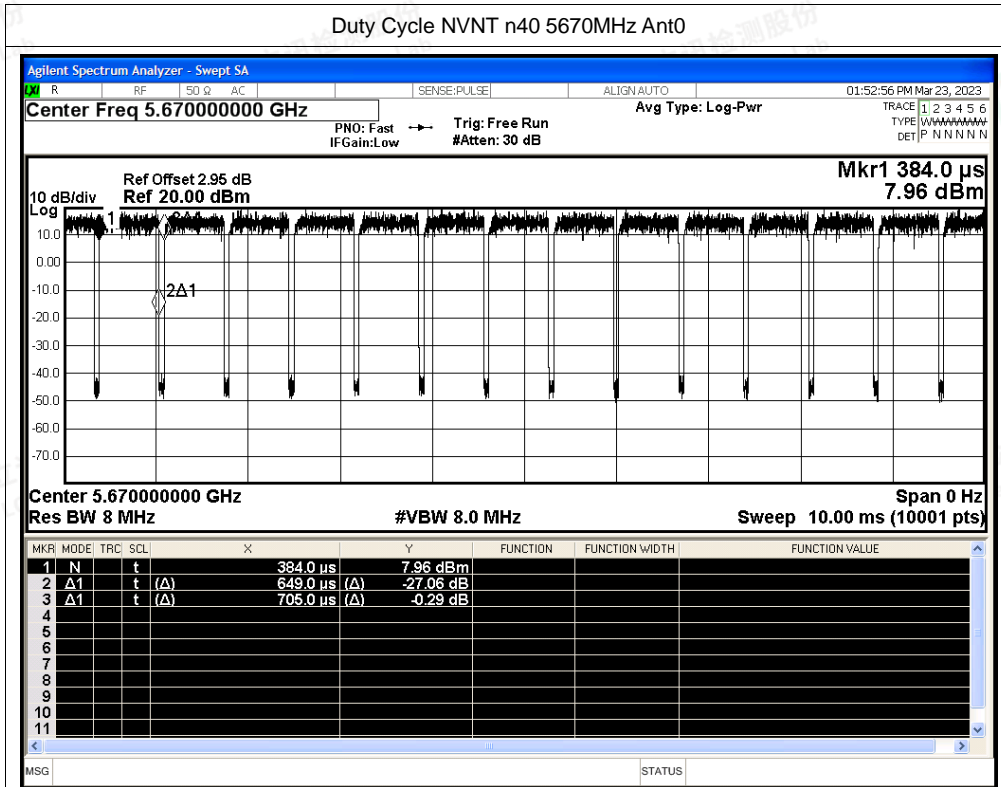 Duty Cycle NVNT n40 5670MHz Ant0
Agilent Spectrum Analyzer - Swept SA
LXI R RF 50 Ω AC SENSE:PULSE ALIGN AUTO 01:52:56 PM Mar 23, 2023
Center Freq 5.670000000 GHz Avg Type: Log-Pwr TRACE 1 2 3 4 5 6
PNO: Fast Trig: Free Run TYPE WWWWWW
IFGain:Low #Atten: 30 dB DET P N N N N N
Mkr1 384.0 µs
Ref Offset 2.95 dB
10 dB/div Ref 20.00 dBm 7.96 dBm
Log
1 3Δ1
10.0
0.00
-10.0 2Δ1
-20.0
-30.0
-40.0
-50.0
-60.0
-70.0
Center 5.670000000 GHz Span 0 Hz
Res BW 8 MHz #VBW 8.0 MHz Sweep 10.00 ms (10001 pts)
MKR MODE TRC SCL X Y FUNCTION FUNCTION WIDTH FUNCTION VALUE
1 N t 384.0 µs 7.96 dBm
2 Δ1 t (Δ) 649.0 µs (Δ) -27.06 dB
3 Δ1 t (Δ) 705.0 µs (Δ) -0.29 dB
4
5
6
7
8
9
10
11
MSG STATUS